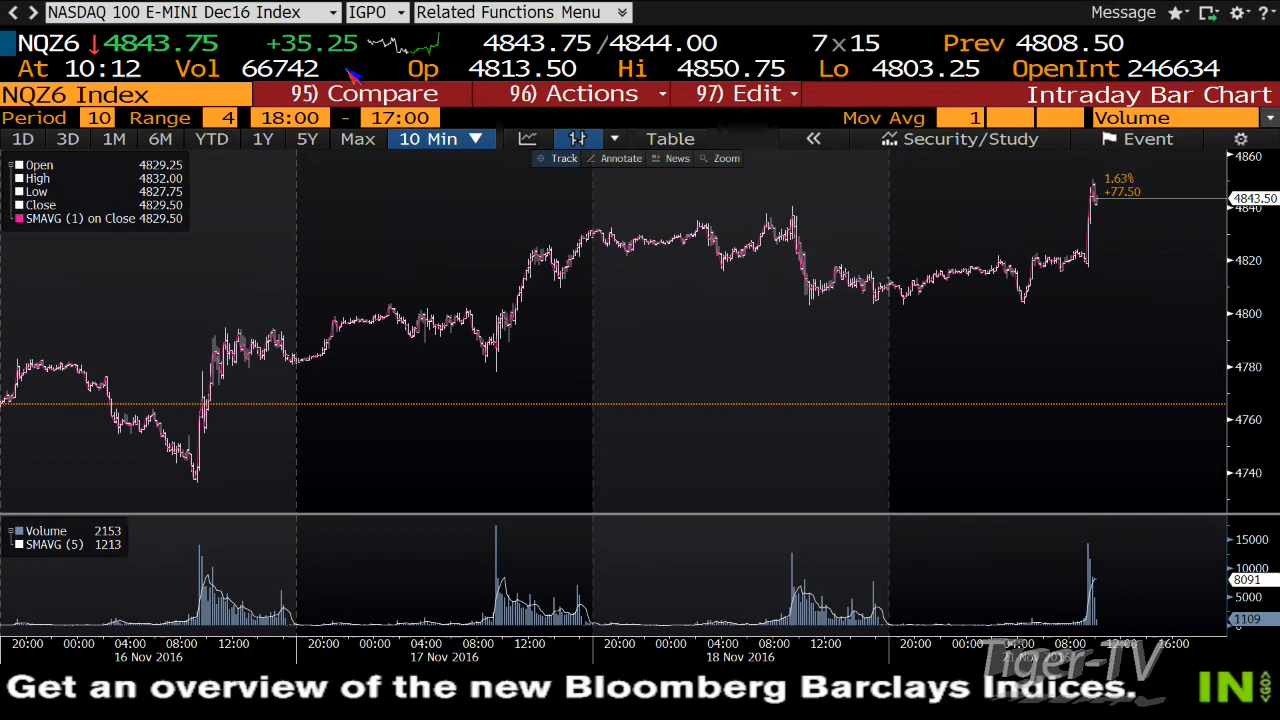 NASDAQ 100 E-MINI Dec16 Index IGPO Related Functions Menu Message
NQZ6 4843.75 +35.25 4843.75/4844.00 7x15 Prev 4808.50
At 10:12 Vol 66742 Op 4813.50 Hi 4850.75 Lo 4803.25 OpenInt 246634
NQZ6 Index 95) Compare 96) Actions 97) Edit Intraday Bar Chart
Period 10 Range 4 18:00 - 17:00 Mov Avg 1 Volume
1D 3D 1M 6M YTD 1Y 5Y Max 10 Min Table Security/Study Event
Track Annotate News Zoom
Open 4829.25
High 4832.00
Low 4827.75
Close 4829.50
SMAVG (1) on Close 4829.50
1.63%
+77.50
4860
4843.50
4840
4820
4800
4780
4760
4740
Volume 2153
SMAVG (5) 1213
15000
10000
8091
5000
1109
0
20:00 00:00 04:00 08:00 12:00 20:00 00:00 04:00 08:00 12:00 20:00 00:00 04:00 08:00 12:00 20:00 00:00 04:00 08:00 12:00 16:00
16 Nov 2016 17 Nov 2016 18 Nov 2016
Tiger-TV
Get an overview of the new Bloomberg Barclays Indices.
IN
GO